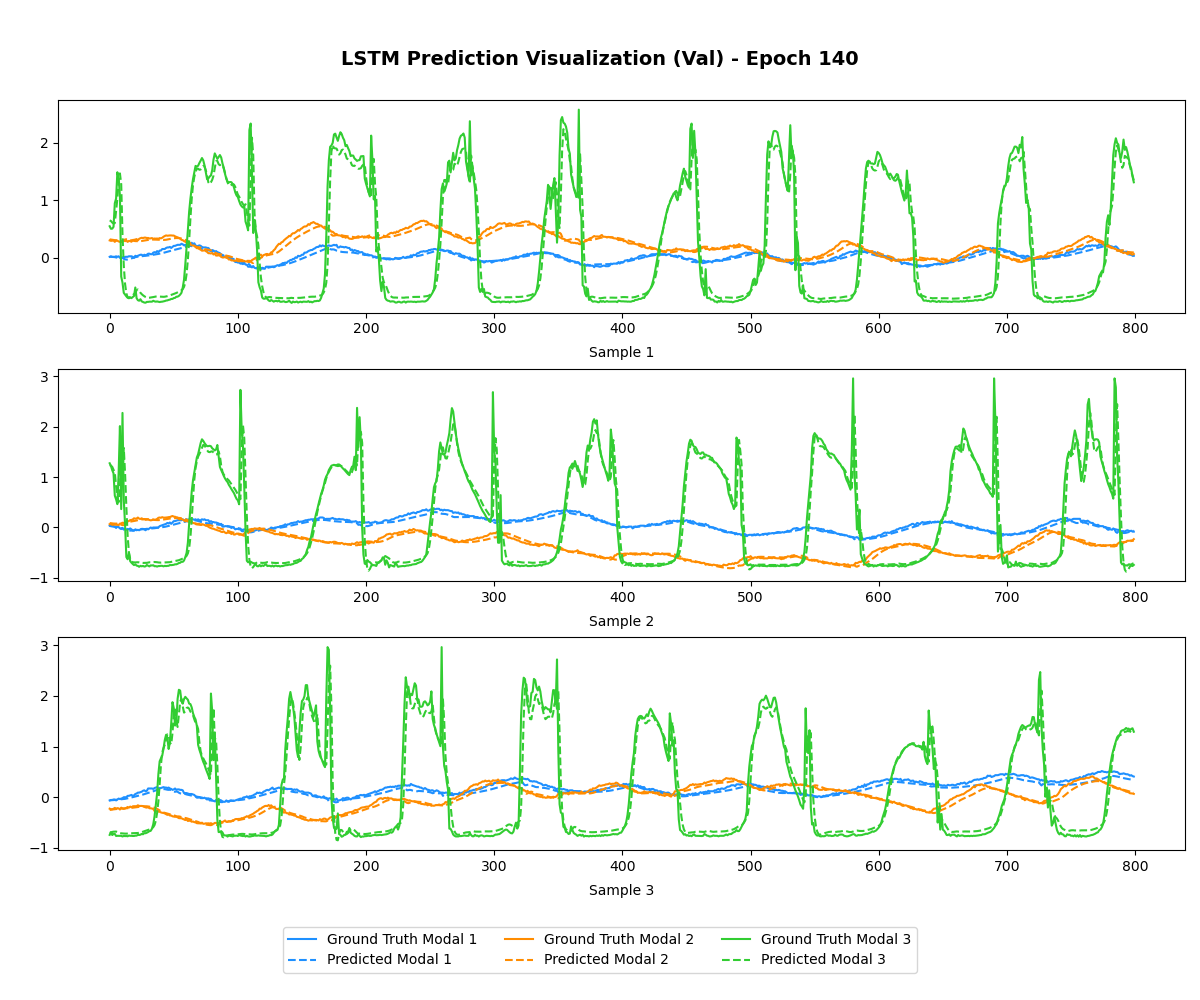 LSTM Prediction Visualization (Val) - Epoch 140
2
1
0
0 100 200 300 400 500 600 700 800
Sample 1
3
2
1
0
−1
0 100 200 300 400 500 600 700 800
Sample 2
3
2
1
0
−1
0 100 200 300 400 500 600 700 800
Sample 3
Ground Truth Modal 1 Ground Truth Modal 2 Ground Truth Modal 3
Predicted Modal 1 Predicted Modal 2 Predicted Modal 3